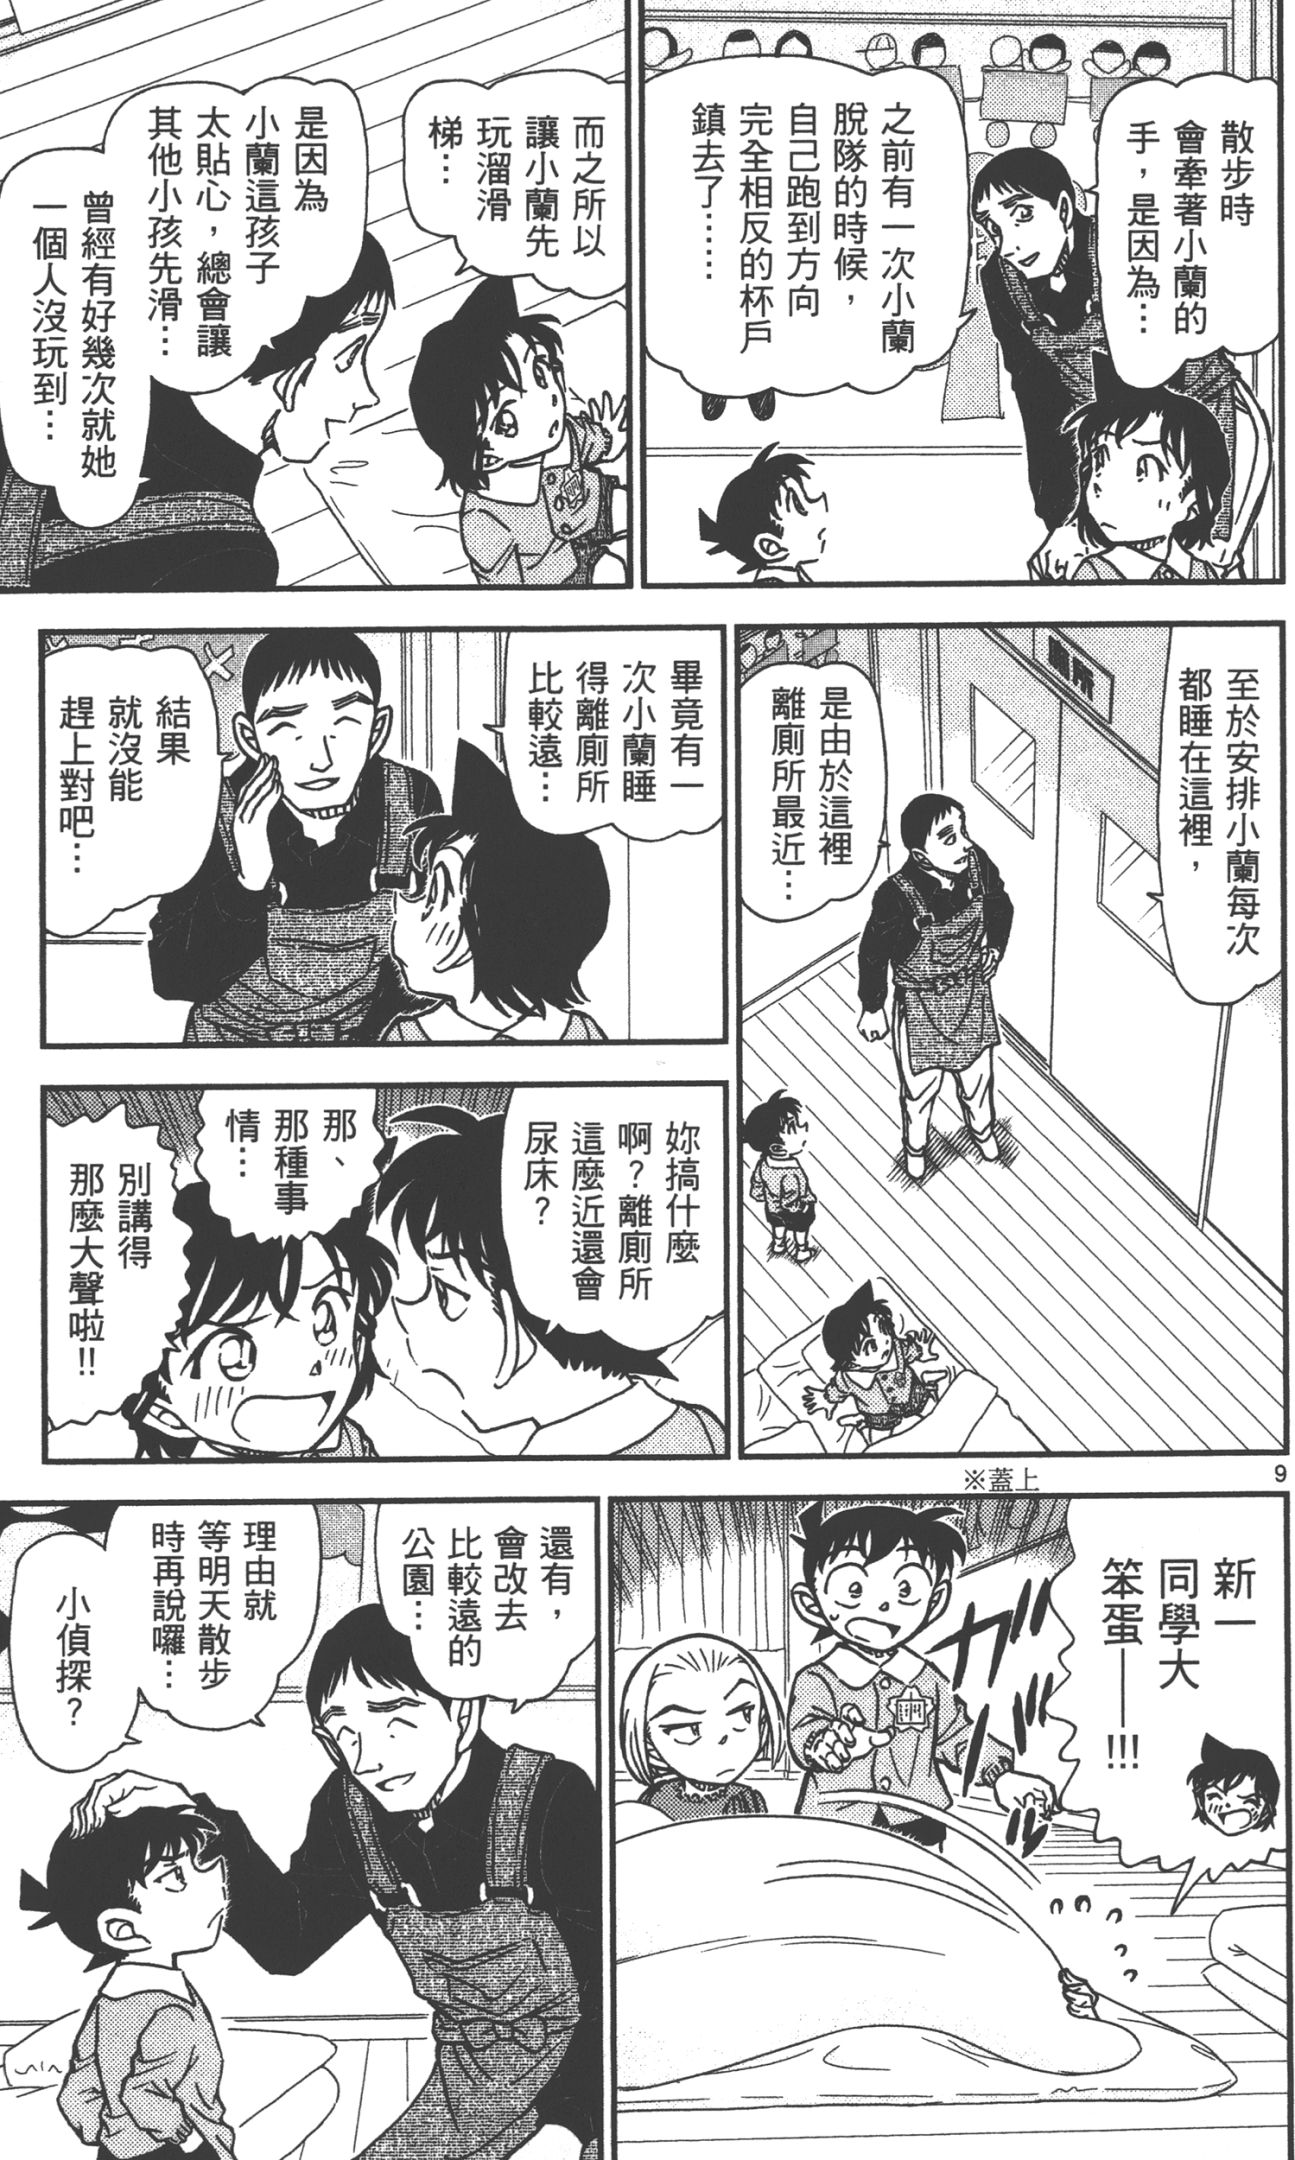 散步時
會牽著小蘭的
手，是因為…
之前有一次小蘭
脫隊的時候，
自己跑到方向
完全相反的杯戶
鎮去了……
而之所以
讓小蘭先
玩溜滑
梯…
是因為
小蘭這孩子
太貼心，總會讓
其他小孩先滑…
曾經有好幾次就她
一個人沒玩到…
至於安排小蘭每次
都睡在這裡，
是由於這裡
離廁所最近…
畢竟有一
次小蘭睡
得離廁所
比較遠…
結果
就沒能
趕上對吧…
妳搞什麼
啊？離廁所
這麼近還會
尿床？
那、
那種事
情…
別講得
那麼大聲啦!!
9
※蓋上
新一
同學大
笨蛋——!!!
ガバッ
還有，
會改去
比較遠的
公園…
理由就
等明天散步
時再說囉…
小偵探？